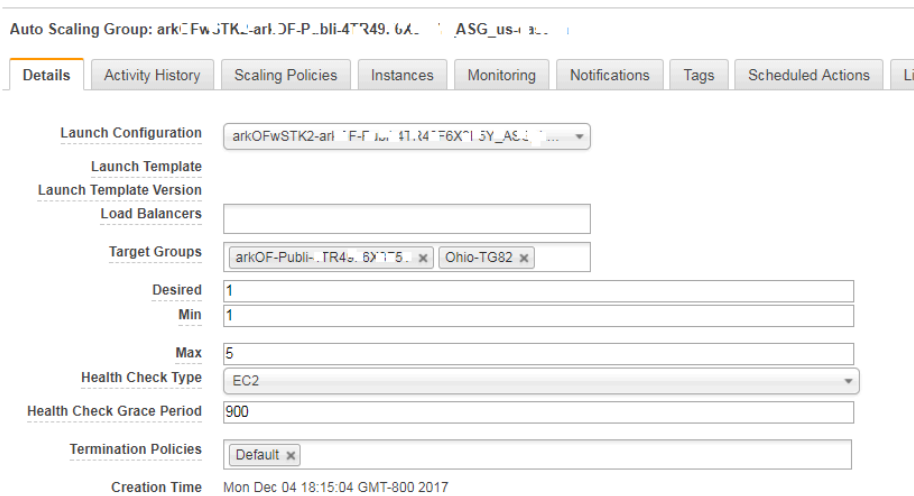 Auto Scaling Group:
Details Activity History Scaling Policies Instances Monitoring Notifications Tags Scheduled Actions
Launch Configuration
Launch Template
Launch Template Version
Load Balancers
Target Groups Ohio-TG82
Desired 1
Min 1
Max 5
Health Check Type EC2
Health Check Grace Period 900
Termination Policies Default
Creation Time Mon Dec 04 18:15:04 GMT-800 2017